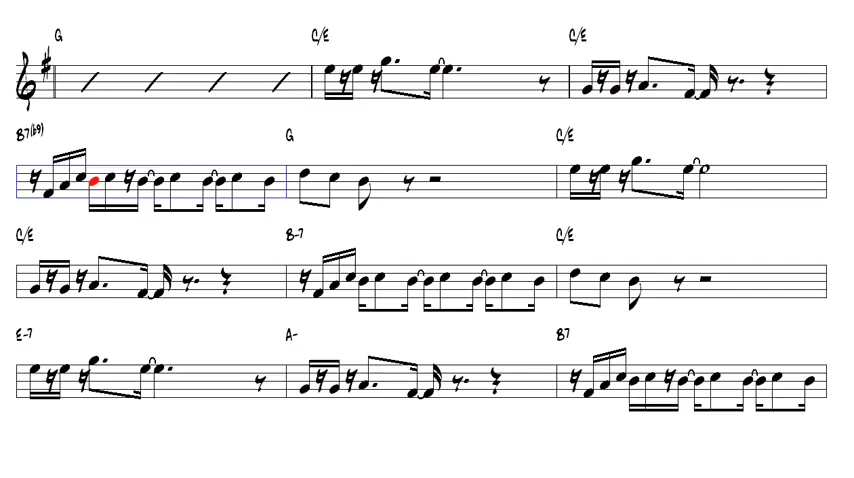 G C/E C/E
B7(b9) G C/E
C/E B-7 C/E
E-7 A- B7